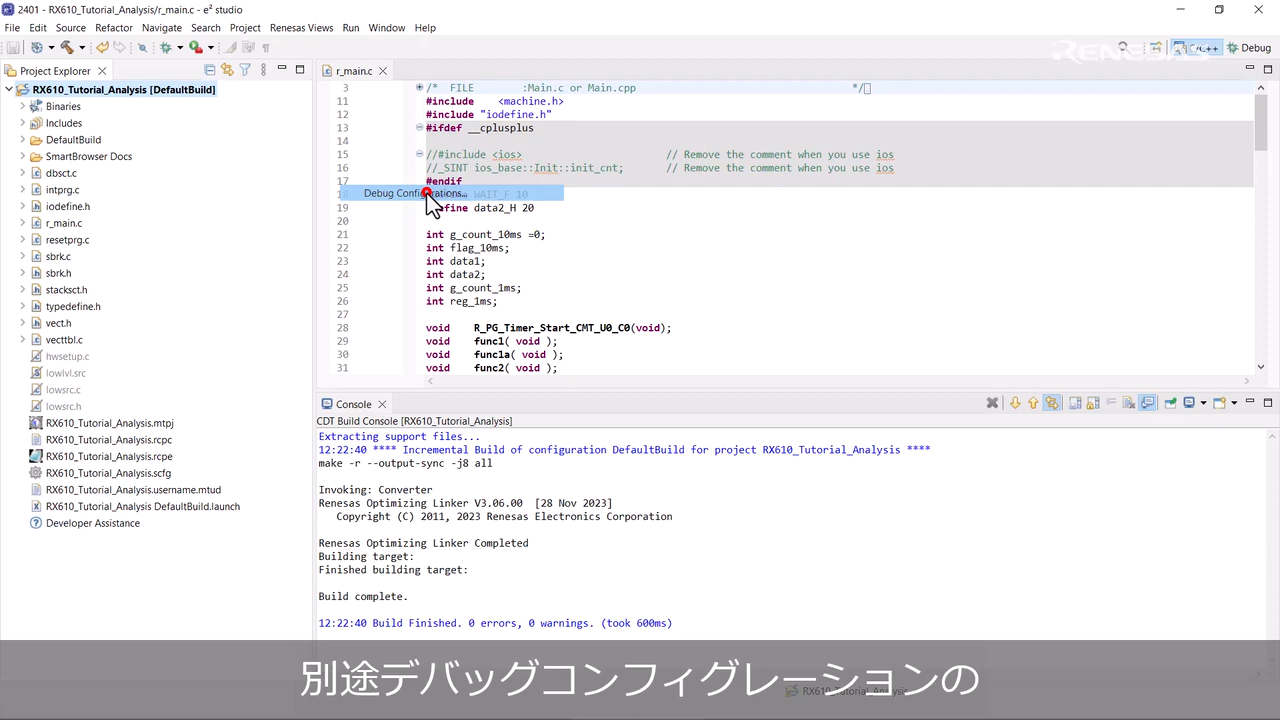 2401 - RX610_Tutorial_Analysis/r_main.c - e² studio
File Edit Source Refactor Navigate Search Project Renesas Views Run Window Help
RENESAS
C/C++ Debug
Project Explorer
r_main.c
RX610_Tutorial_Analysis [DefaultBuild]
Binaries
Includes
DefaultBuild
SmartBrowser Docs
dbsct.c
intprg.c
iodefine.h
r_main.c
resetprg.c
sbrk.c
sbrk.h
stacksct.h
typedefine.h
vect.h
vecttbl.c
hwsetup.c
lowlvl.src
lowsrc.c
lowsrc.h
RX610_Tutorial_Analysis.mtpj
RX610_Tutorial_Analysis.rcpc
RX610_Tutorial_Analysis.rcpe
RX610_Tutorial_Analysis.scfg
RX610_Tutorial_Analysis.username.mtud
RX610_Tutorial_Analysis DefaultBuild.launch
Developer Assistance
3 /* FILE :Main.c or Main.cpp */
11 #include <machine.h>
12 #include "iodefine.h"
13 #ifdef __cplusplus
14
15 //#include <ios> // Remove the comment when you use ios
16 //_SINT ios_base::Init::init_cnt; // Remove the comment when you use ios
17 #endif
Debug Configurations...
18 WAIT_F 10
19 fine data2_H 20
20
21 int g_count_10ms =0;
22 int flag_10ms;
23 int data1;
24 int data2;
25 int g_count_1ms;
26 int reg_1ms;
27
28 void R_PG_Timer_Start_CMT_U0_C0(void);
29 void func1( void );
30 void func1a( void );
31 void func2( void );
Console
CDT Build Console [RX610_Tutorial_Analysis]
Extracting support files...
12:22:40 **** Incremental Build of configuration DefaultBuild for project RX610_Tutorial_Analysis ****
make -r --output-sync -j8 all
Invoking: Converter
Renesas Optimizing Linker V3.06.00 [28 Nov 2023]
Copyright (C) 2011, 2023 Renesas Electronics Corporation
Renesas Optimizing Linker Completed
Building target:
Finished building target:
Build complete.
12:22:40 Build Finished. 0 errors, 0 warnings. (took 600ms)
別途デバッグコンフィグレーションの
RX610_Tutorial_Analysis